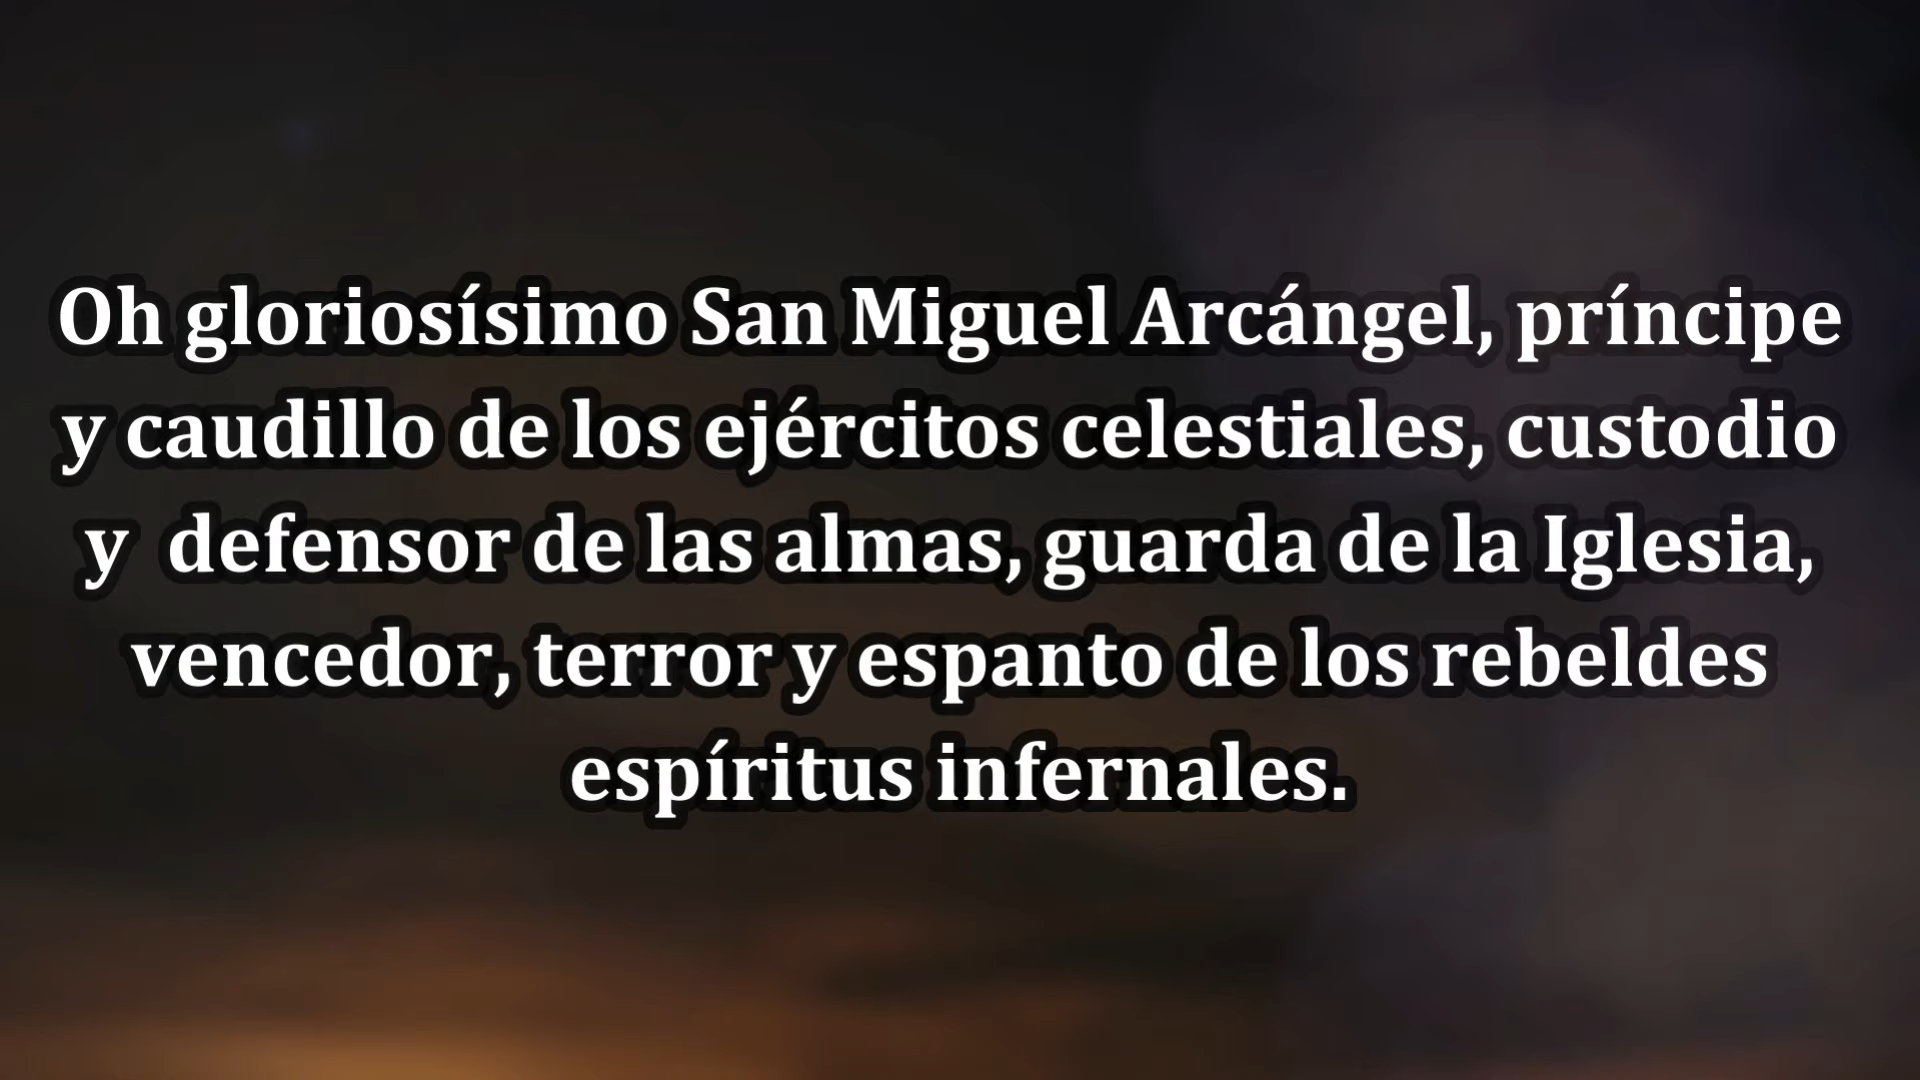 Oh gloriosísimo San Miguel Arcángel, príncipe
y caudillo de los ejércitos celestiales, custodio
y  defensor de las almas, guarda de la Iglesia,
vencedor, terror y espanto de los rebeldes
espíritus infernales.